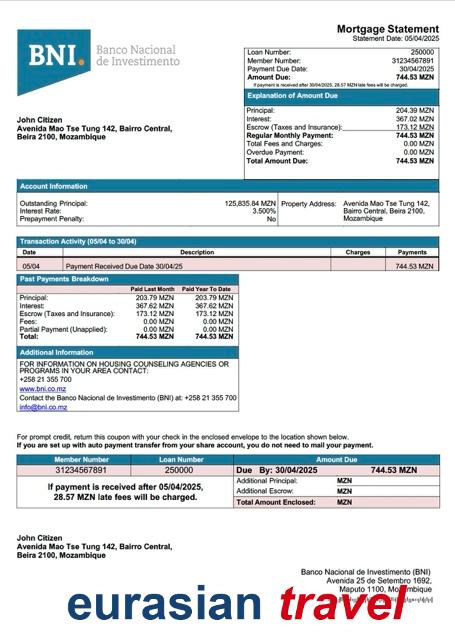 Mortgage Statement
Statement Date: 05/04/2025
BNI.
Banco Nacional
de Investimento
Loan Number: 250000
Member Number: 31234567891
Payment Due Date: 30/04/2025
Amount Due: 744.53 MZN
If payment is received after 30/04/2025, 28.57 MZN late fees will be charged.
Explanation of Amount Due
Principal: 204.39 MZN
Interest: 367.02 MZN
Escrow (Taxes and Insurance): 173.12 MZN
Regular Monthly Payment: 744.53 MZN
Total Fees and Charges: 0.00 MZN
Overdue Payment: 0.00 MZN
Total Amount Due: 744.53 MZN
John Citizen
Avenida Mao Tse Tung 142, Bairro Central,
Beira 2100, Mozambique
Account Information
Outstanding Principal: 125,835.84 MZN
Interest Rate: 3.500%
Prepayment Penalty: No
Property Address: Avenida Mao Tse Tung 142,
Bairro Central, Beira 2100,
Mozambique
Transaction Activity (05/04 to 30/04)
Date Description Charges Payments
05/04 Payment Received Due Date 30/04/25 744.53 MZN
Past Payments Breakdown
Paid Last Month Paid Year To Date
Principal: 203.79 MZN 203.79 MZN
Interest: 367.62 MZN 367.62 MZN
Escrow (Taxes and Insurance): 173.12 MZN 173.12 MZN
Fees: 0.00 MZN 0.00 MZN
Partial Payment (Unapplied): 0.00 MZN 0.00 MZN
Total: 744.53 MZN 744.53 MZN
Additional Information
FOR INFORMATION ON HOUSING COUNSELING AGENCIES OR
PROGRAMS IN YOUR AREA CONTACT:
+258 21 355 700
www.bni.co.mz
Contact the Banco Nacional de Investimento (BNI) at: +258 21 355 700
info@bni.co.mz
For prompt credit, return this coupon with your check in the enclosed envelope to the location shown below.
If you are set up with auto payment transfer from your share account, you do not need to mail your payment.
Member Number Loan Number Amount Due
31234567891 250000 Due By: 30/04/2025 744.53 MZN
If payment is received after 05/04/2025,
28.57 MZN late fees will be charged.
Additional Principal: MZN
Additional Escrow: MZN
Total Amount Enclosed: MZN
John Citizen
Avenida Mao Tse Tung 142, Bairro Central,
Beira 2100, Mozambique
Banco Nacional de Investimento (BNI)
Avenida 25 de Setembro 1692,
Maputo 1100, Mozambique
eurasian travel